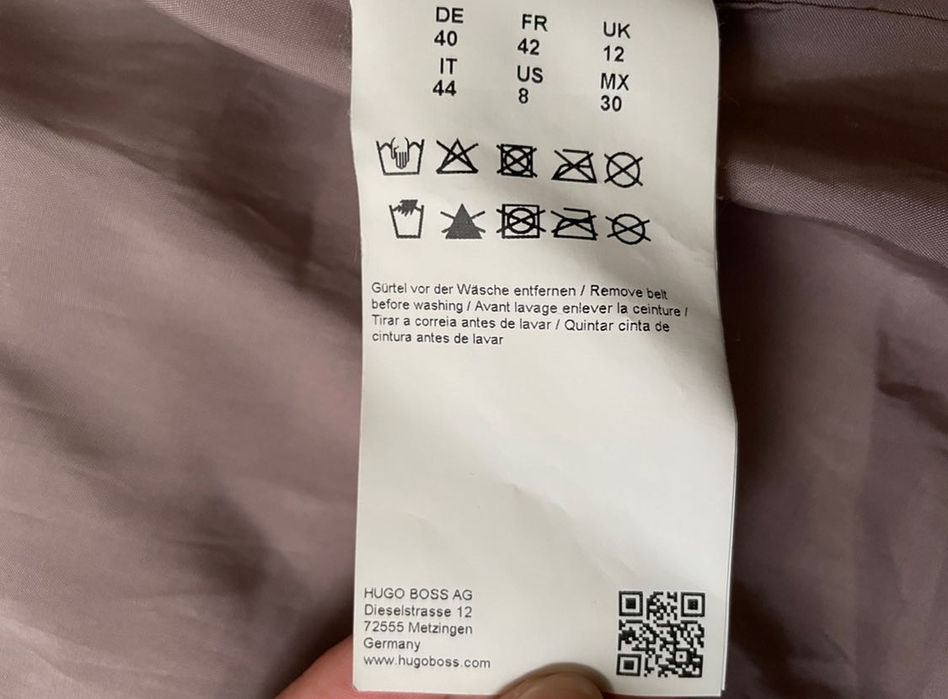 DE FR UK
40 42 12
IT US MX
44 8 30
Gürtel vor der Wäsche entfernen / Remove belt
before washing / Avant lavage enlever la ceinture /
Tirar a correia antes de lavar / Quintar cinta de
cintura antes de lavar
HUGO BOSS AG
Dieselstrasse 12
72555 Metzingen
Germany
www.hugoboss.com